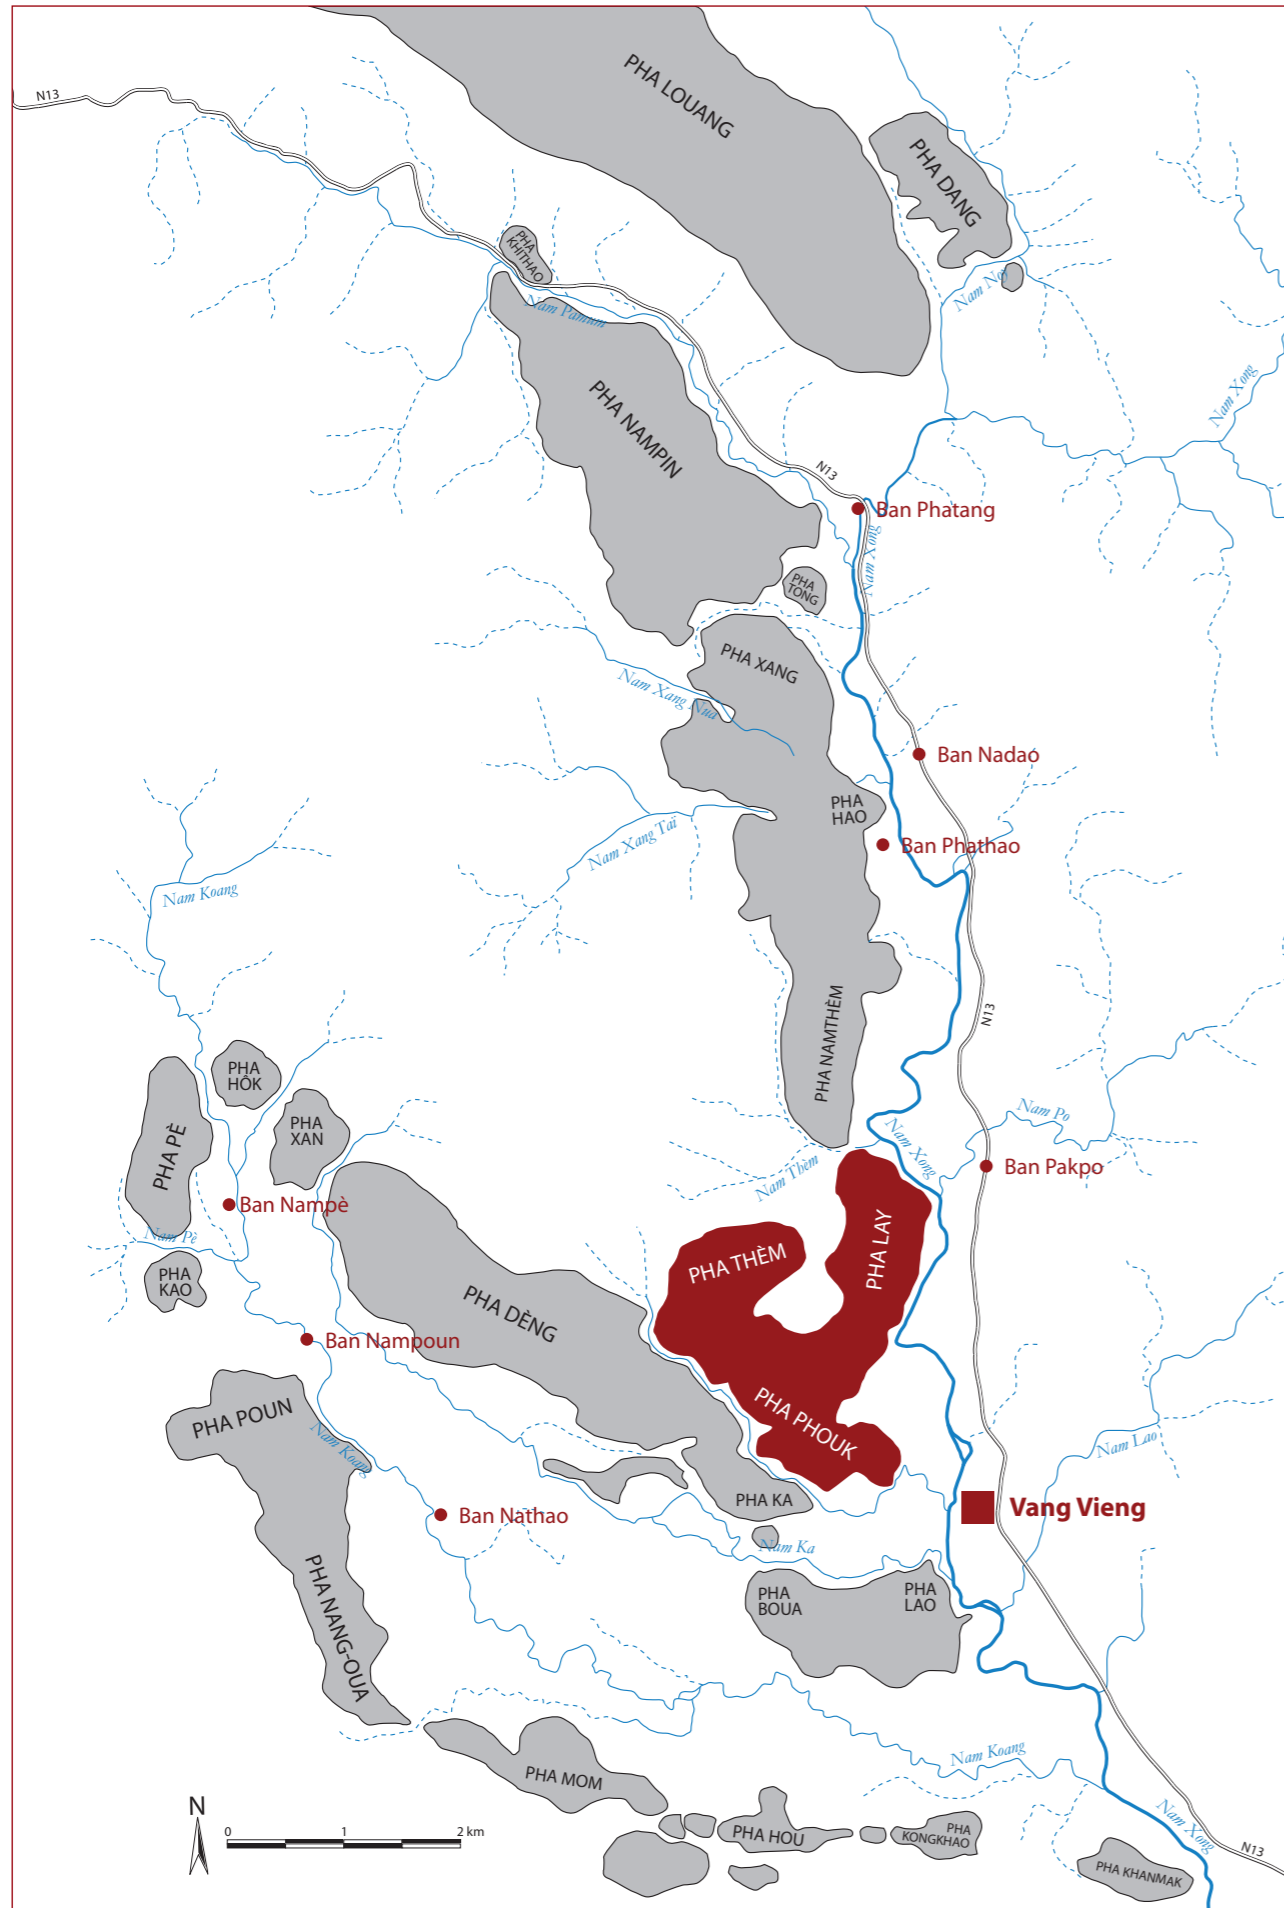 N13
PHA LOUANG
PHA DANG
PHA
KHITHAO
Nam Pamum
Nam Noy
PHA NAMPIN
Nam Xong
N13
Ban Phatang
Nam Xong
PHA
TONG
PHA XANG
Nam Xang Nua
Ban Nadao
PHA
HAO
Ban Phathao
Nam Xang Taï
Nam Koang
PHA NAMTHÈM
N13
PHA
HÔK
PHA
XAN
PHA PÈ
Nam Po
Nam Xong
Ban Pakpo
Nam Thèm
Ban Nampè
Nam Pè
PHA
KAO
PHA THÈM
PHA LAY
PHA DÈNG
Ban Nampoun
PHA POUN
PHA PHOUK
Nam Koang
Nam Lao
PHA KA
Vang Vieng
Ban Nathao
Nam Ka
PHA
BOUA
PHA
LAO
PHA NANG-OUA
Nam Koang
PHA MOM
Nam Xong
N
0 1 2 km
PHA HOU
PHA
KONGKHAO
N13
PHA KHANMAK